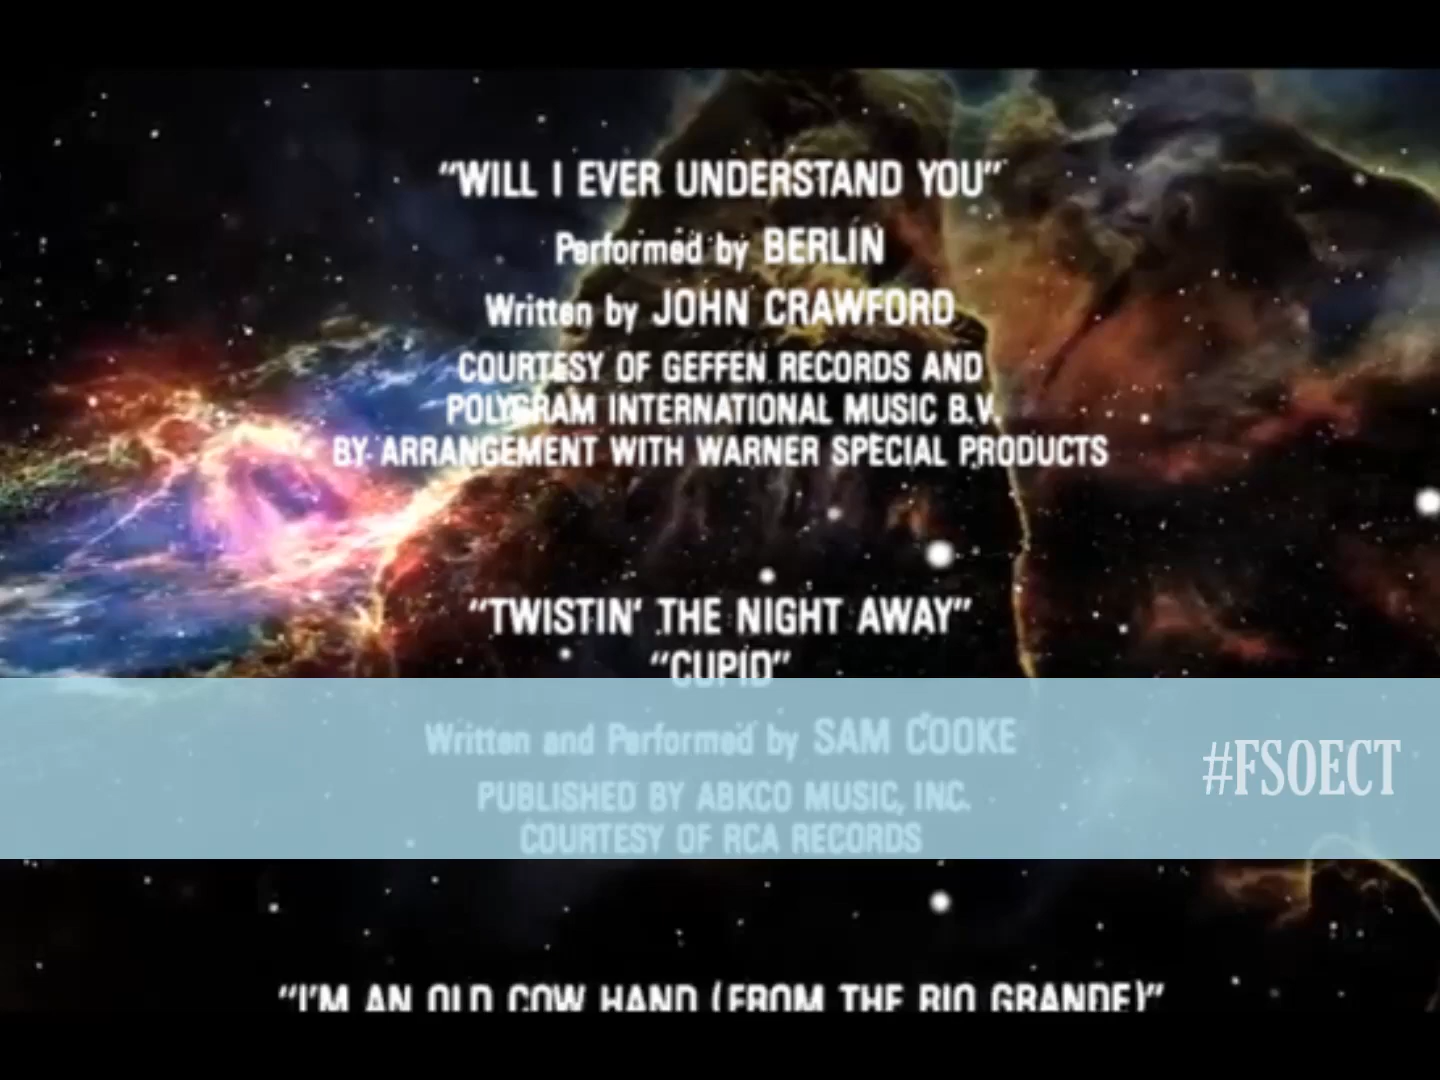 “WILL I EVER UNDERSTAND YOU”
Performed by BERLIN
Written by JOHN CRAWFORD
COURTESY OF GEFFEN RECORDS AND
POLYGRAM INTERNATIONAL MUSIC B.V.
BY ARRANGEMENT WITH WARNER SPECIAL PRODUCTS
“TWISTIN’ THE NIGHT AWAY”
“CUPID”
Written and Performed by SAM COOKE
#FSOECT
PUBLISHED BY ABKCO MUSIC, INC.
COURTESY OF RCA RECORDS
“I’M AN OLD COW HAND (FROM THE RIO GRANDE)”